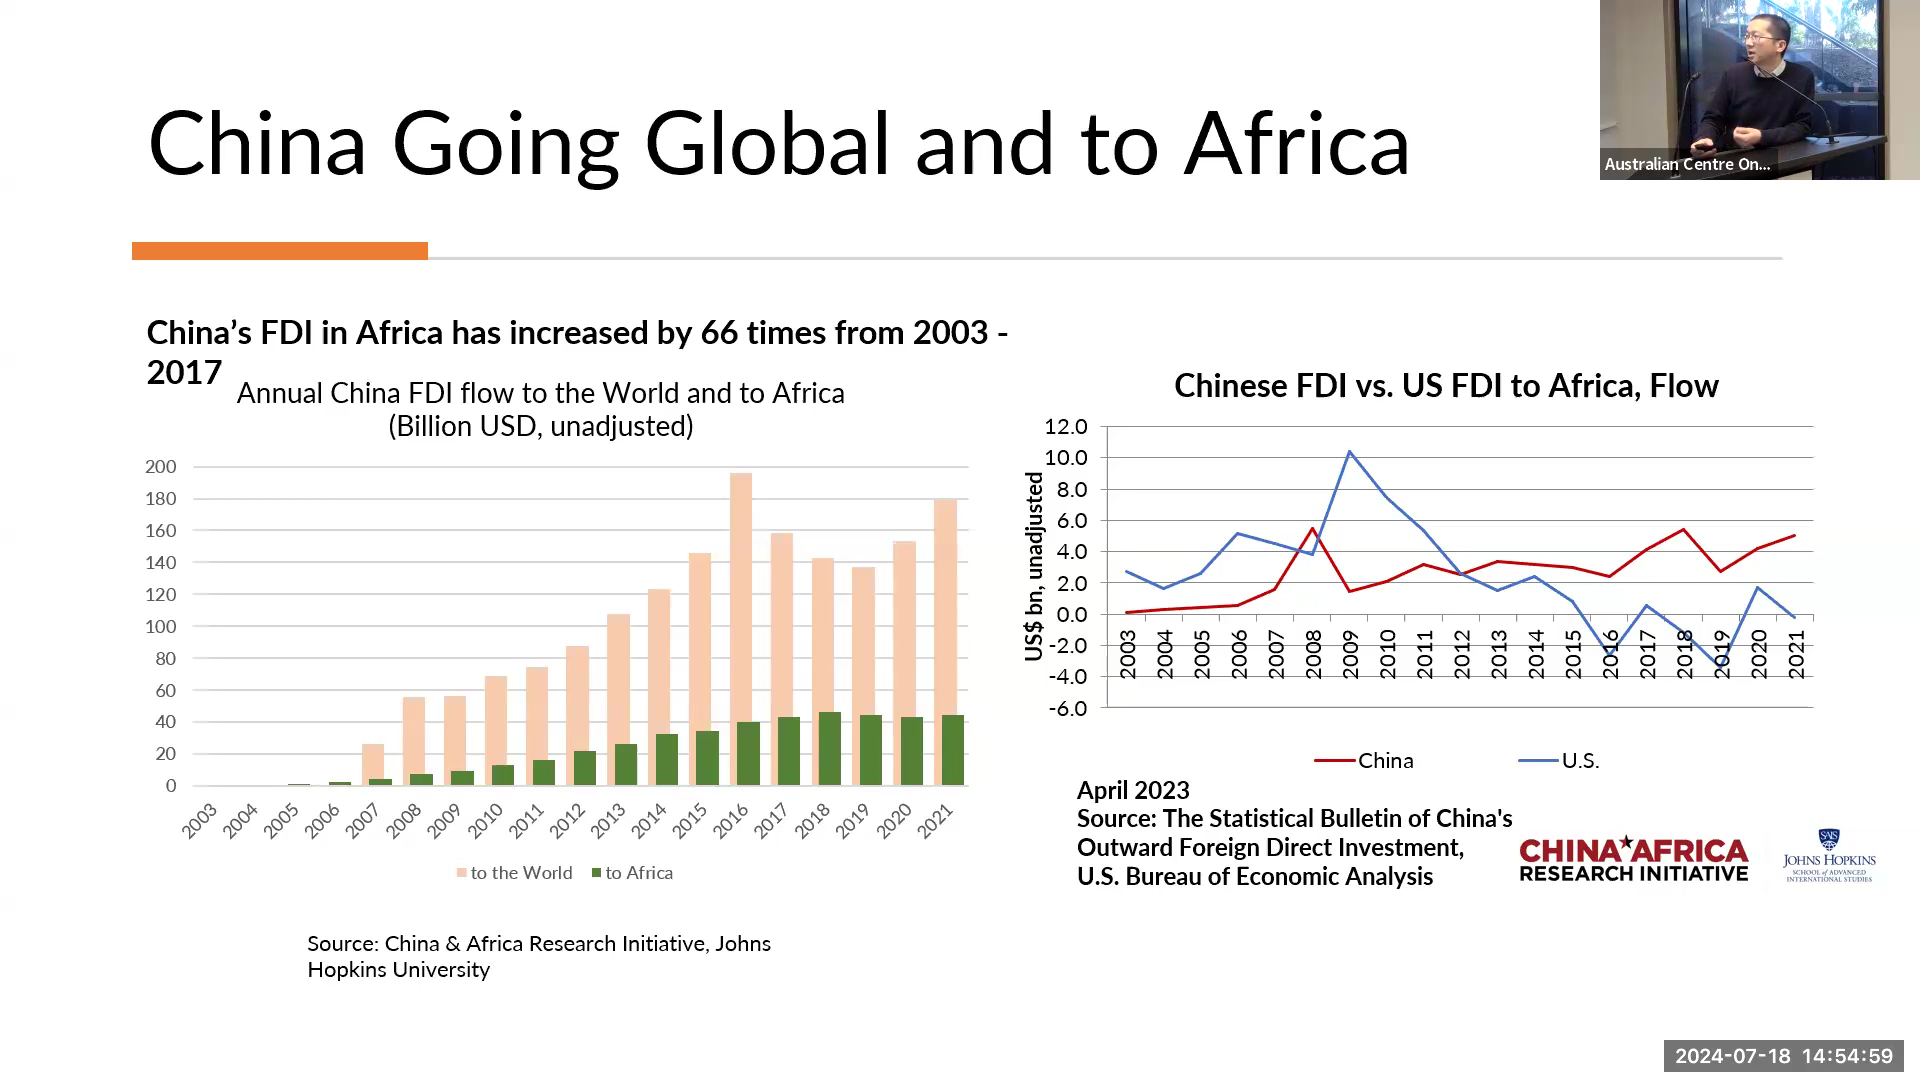 China Going Global and to Africa
Australian Centre On...
China’s FDI in Africa has increased by 66 times from 2003 -
2017
Annual China FDI flow to the World and to Africa
(Billion USD, unadjusted)
200
180
160
140
120
100
80
60
40
20
0
2003
2004
2005
2006
2007
2008
2009
2010
2011
2012
2013
2014
2015
2016
2017
2018
2019
2020
2021
to the World
to Africa
Source: China & Africa Research Initiative, Johns
Hopkins University
Chinese FDI vs. US FDI to Africa, Flow
US$ bn, unadjusted
12.0
10.0
8.0
6.0
4.0
2.0
0.0
-2.0
-4.0
-6.0
2003
2004
2005
2006
2007
2008
2009
2010
2011
2012
2013
2014
2015
2016
2017
2018
2019
2020
2021
China
U.S.
April 2023
Source: The Statistical Bulletin of China's
Outward Foreign Direct Investment,
U.S. Bureau of Economic Analysis
CHINA AFRICA
RESEARCH INITIATIVE
SAIS
JOHNS HOPKINS
SCHOOL of ADVANCED
INTERNATIONAL STUDIES
2024-07-18 14:54:59